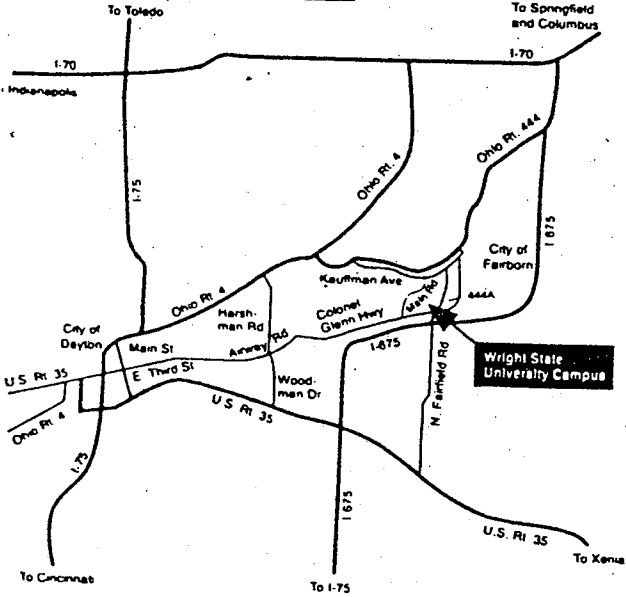 To Toledo
To Springfield
and Columbus
I-70
I-70
Indianapolis
Ohio Rt. 444
Ohio Rt. 4
I-75
I-675
City of
Fairborn
Kauffman Ave
Ohio Rt 4
Harsh-
man Rd
Colonel
Glenn Hwy
Main Rd
444A
City of
Dayton
Main St
Airway Rd
I-675
Wright State
University Campus
E Third St
U.S. Rt 35
Wood-
man Dr
N. Fairfield Rd
U.S. Rt 35
Ohio Rt 4
I-75
I 675
U.S. Rt 35
To Xenia
To Cincinnati
To I-75